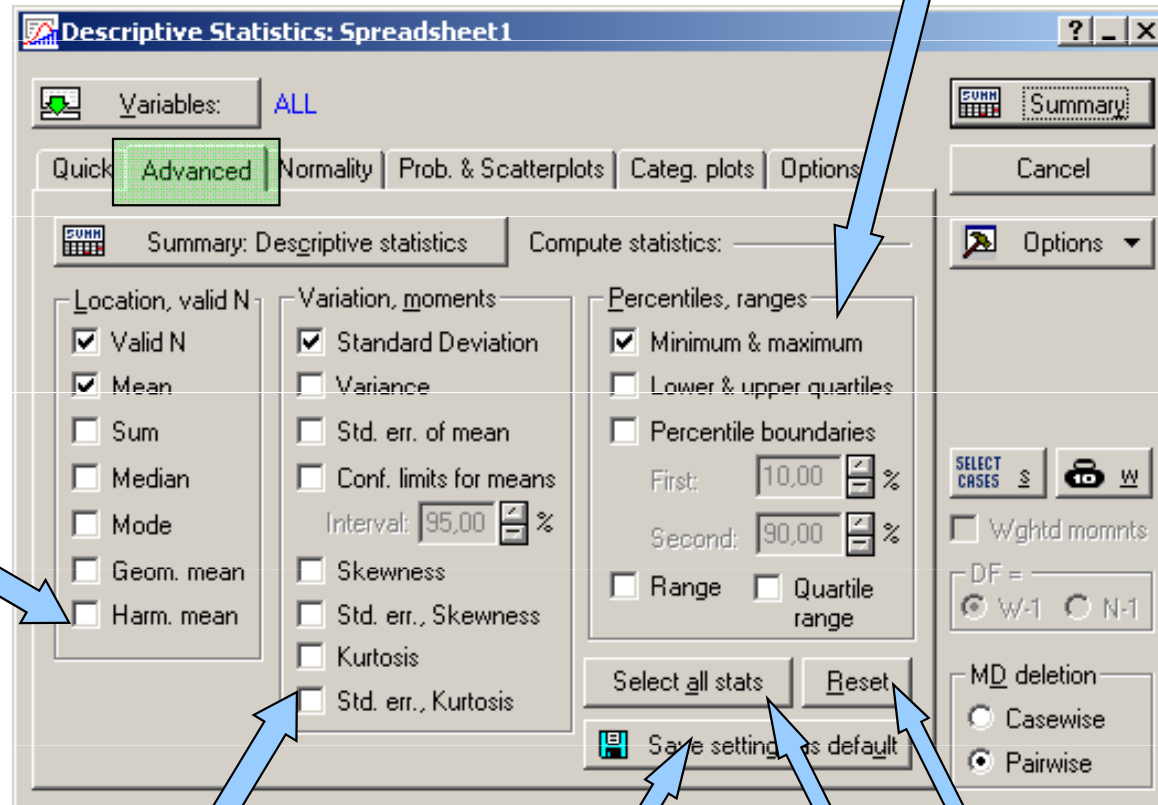 Descriptive Statistics: Spreadsheet1
Variables: ALL
Summary
Quick Advanced Normality Prob. & Scatterplots Categ. plots Options
Cancel
Summary: Descriptive statistics Compute statistics:
Options
Location, valid N
Valid N
Mean
Sum
Median
Mode
Geom. mean
Harm. mean
Variation, moments
Standard Deviation
Variance
Std. err. of mean
Conf. limits for means
Interval: 95,00 %
Skewness
Std. err., Skewness
Kurtosis
Std. err., Kurtosis
Percentiles, ranges
Minimum & maximum
Lower & upper quartiles
Percentile boundaries
First: 10,00 %
Second: 90,00 %
Range Quartile
range
Select all stats Reset
Save settings as default
SELECT
CASES S W
Wghtd momnts
DF =
W-1 N-1
MD deletion
Casewise
Pairwise